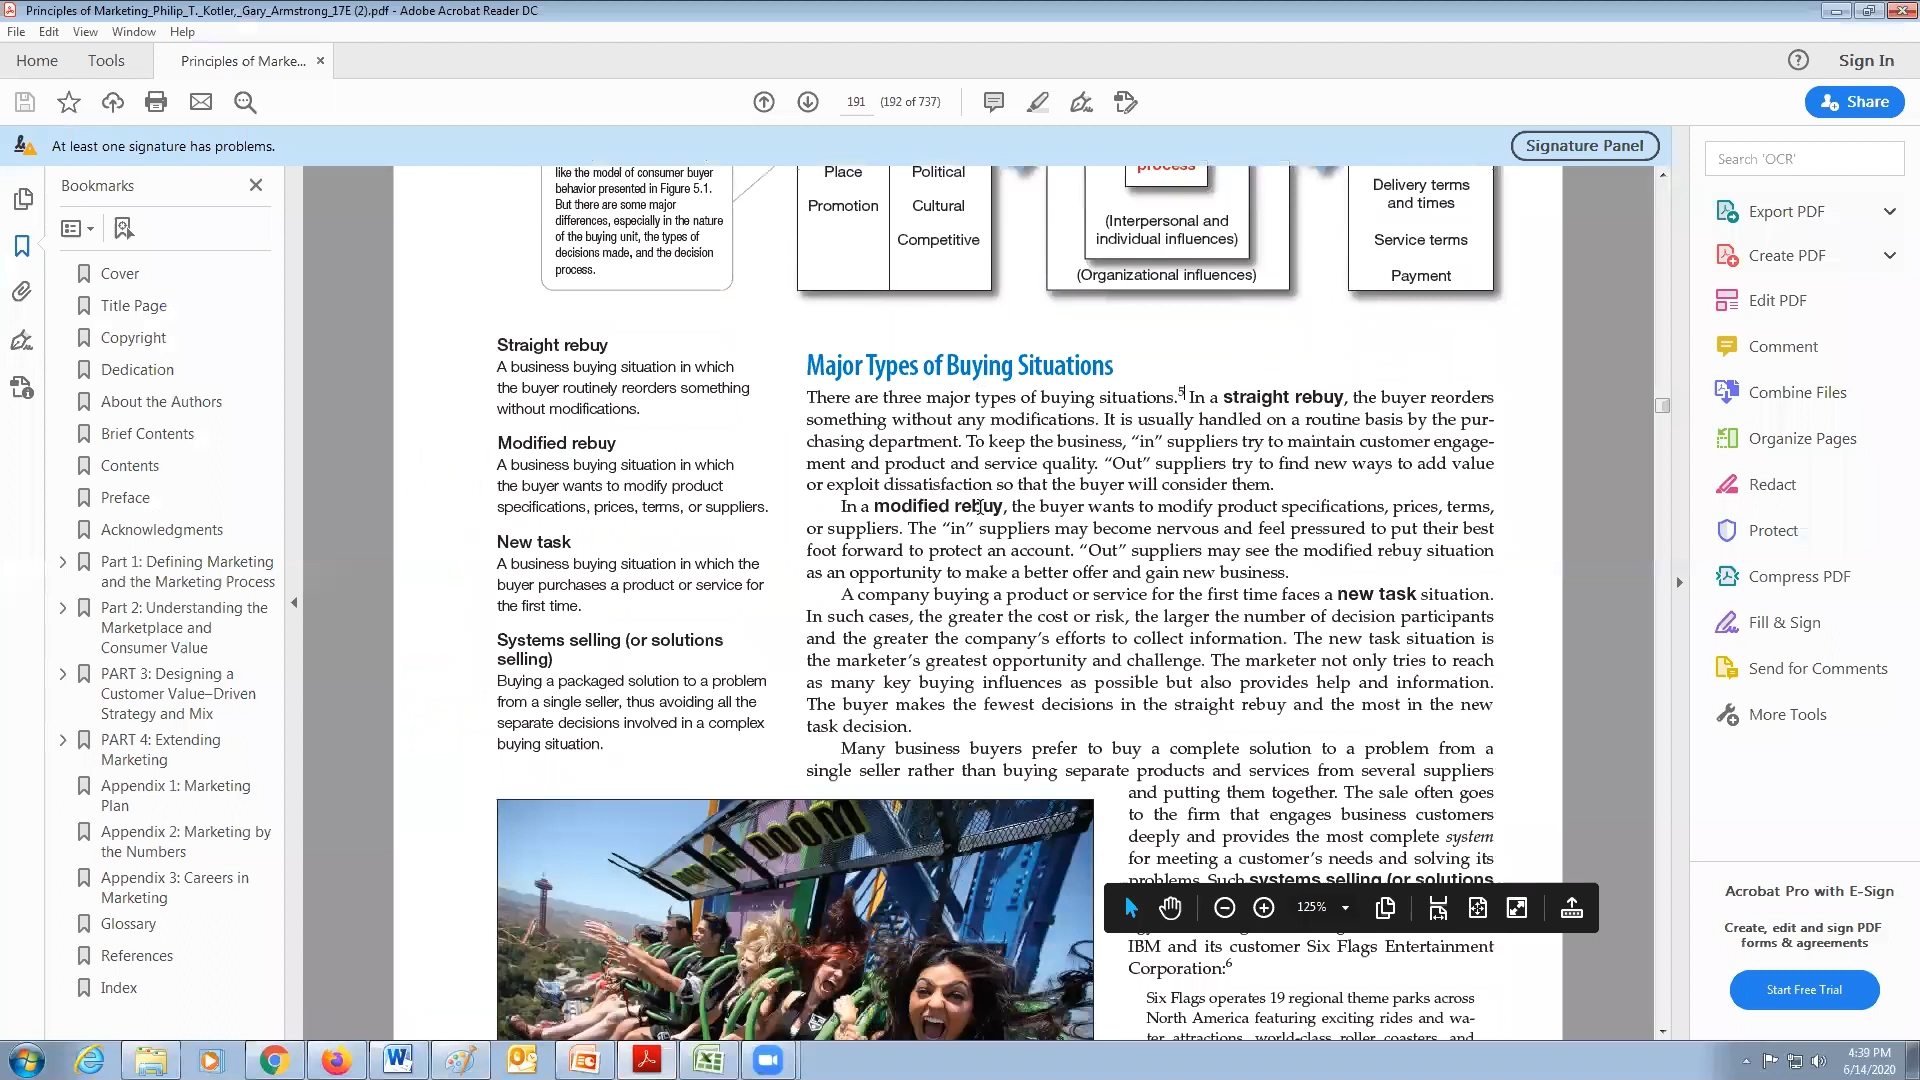 Principles of Marketing_Philip_T._Kotler,_Gary_Armstrong_17E (2).pdf - Adobe Acrobat Reader DC
File Edit View Window Help
Home Tools Principles of Marke... × Sign In
191 (192 of 737) Share
At least one signature has problems. Signature Panel
Bookmarks
Cover
Title Page
Copyright
Dedication
About the Authors
Brief Contents
Contents
Preface
Acknowledgments
Part 1: Defining Marketing
and the Marketing Process
Part 2: Understanding the
Marketplace and
Consumer Value
PART 3: Designing a
Customer Value–Driven
Strategy and Mix
PART 4: Extending
Marketing
Appendix 1: Marketing
Plan
Appendix 2: Marketing by
the Numbers
Appendix 3: Careers in
Marketing
Glossary
References
Index
like the model of consumer buyer
behavior presented in Figure 5.1.
But there are some major
differences, especially in the nature
of the buying unit, the types of
decisions made, and the decision
process.
Place
Promotion
Political
Cultural
Competitive
process
(Interpersonal and
individual influences)
(Organizational influences)
Delivery terms
and times
Service terms
Payment
Straight rebuy
A business buying situation in which
the buyer routinely reorders something
without modifications.
Modified rebuy
A business buying situation in which
the buyer wants to modify product
specifications, prices, terms, or suppliers.
New task
A business buying situation in which the
buyer purchases a product or service for
the first time.
Systems selling (or solutions
selling)
Buying a packaged solution to a problem
from a single seller, thus avoiding all the
separate decisions involved in a complex
buying situation.
Major Types of Buying Situations
There are three major types of buying situations.5 In a straight rebuy, the buyer reorders
something without any modifications. It is usually handled on a routine basis by the pur-
chasing department. To keep the business, “in” suppliers try to maintain customer engage-
ment and product and service quality. “Out” suppliers try to find new ways to add value
or exploit dissatisfaction so that the buyer will consider them.
In a modified rebuy, the buyer wants to modify product specifications, prices, terms,
or suppliers. The “in” suppliers may become nervous and feel pressured to put their best
foot forward to protect an account. “Out” suppliers may see the modified rebuy situation
as an opportunity to make a better offer and gain new business.
A company buying a product or service for the first time faces a new task situation.
In such cases, the greater the cost or risk, the larger the number of decision participants
and the greater the company’s efforts to collect information. The new task situation is
the marketer’s greatest opportunity and challenge. The marketer not only tries to reach
as many key buying influences as possible but also provides help and information.
The buyer makes the fewest decisions in the straight rebuy and the most in the new
task decision.
Many business buyers prefer to buy a complete solution to a problem from a
single seller rather than buying separate products and services from several suppliers
and putting them together. The sale often goes
to the firm that engages business customers
deeply and provides the most complete system
for meeting a customer’s needs and solving its
problems. Such systems selling (or solutions
125%
IBM and its customer Six Flags Entertainment
Corporation:6
Six Flags operates 19 regional theme parks across
North America featuring exciting rides and wa-
ter attractions, world-class roller coasters, and
DOOM
Search 'OCR'
Export PDF
Create PDF
Edit PDF
Comment
Combine Files
Organize Pages
Redact
Protect
Compress PDF
Fill & Sign
Send for Comments
More Tools
Acrobat Pro with E-Sign
Create, edit and sign PDF
forms & agreements
Start Free Trial
4:39 PM
6/14/2020